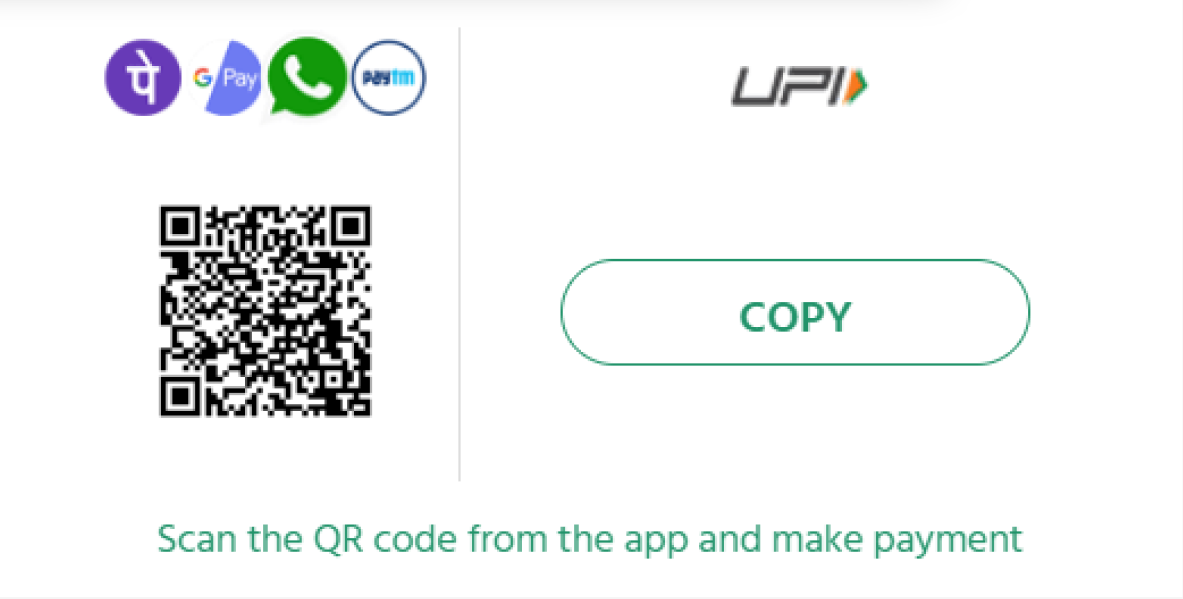 पे
G Pay
paytm
UPI
COPY
Scan the QR code from the app and make payment